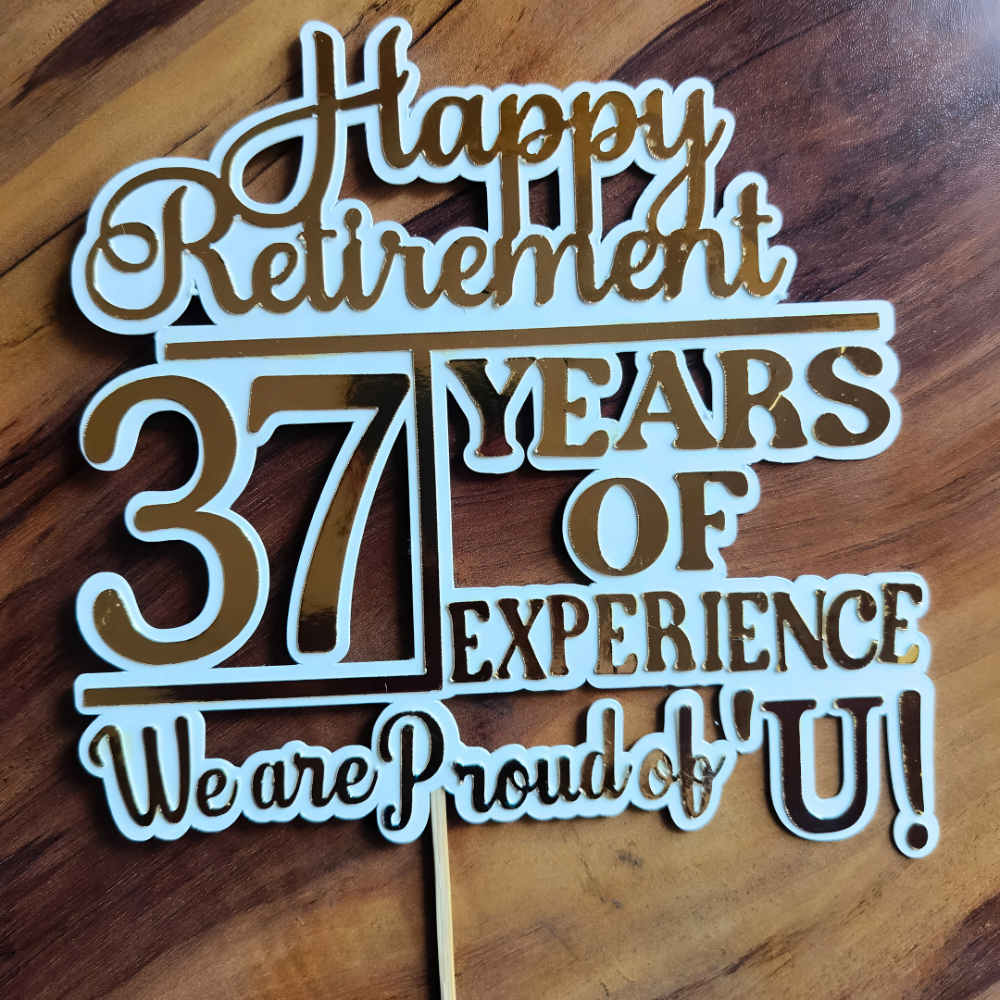 Happy
Retirement
37 YEARS
OF
EXPERIENCE
We are Proud of 'U!